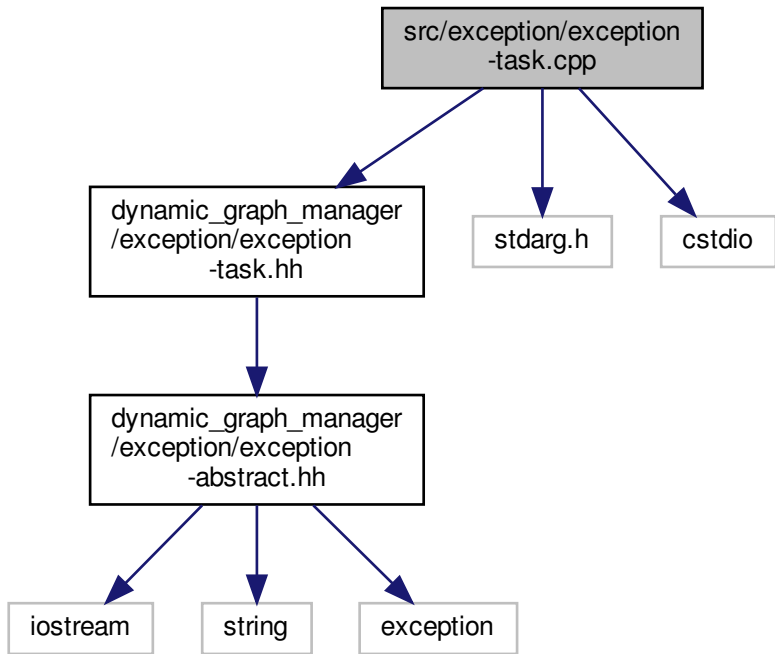 src/exception/exception
-task.cpp
dynamic_graph_manager
/exception/exception
-task.hh
stdarg.h
cstdio
dynamic_graph_manager
/exception/exception
-abstract.hh
iostream
string
exception